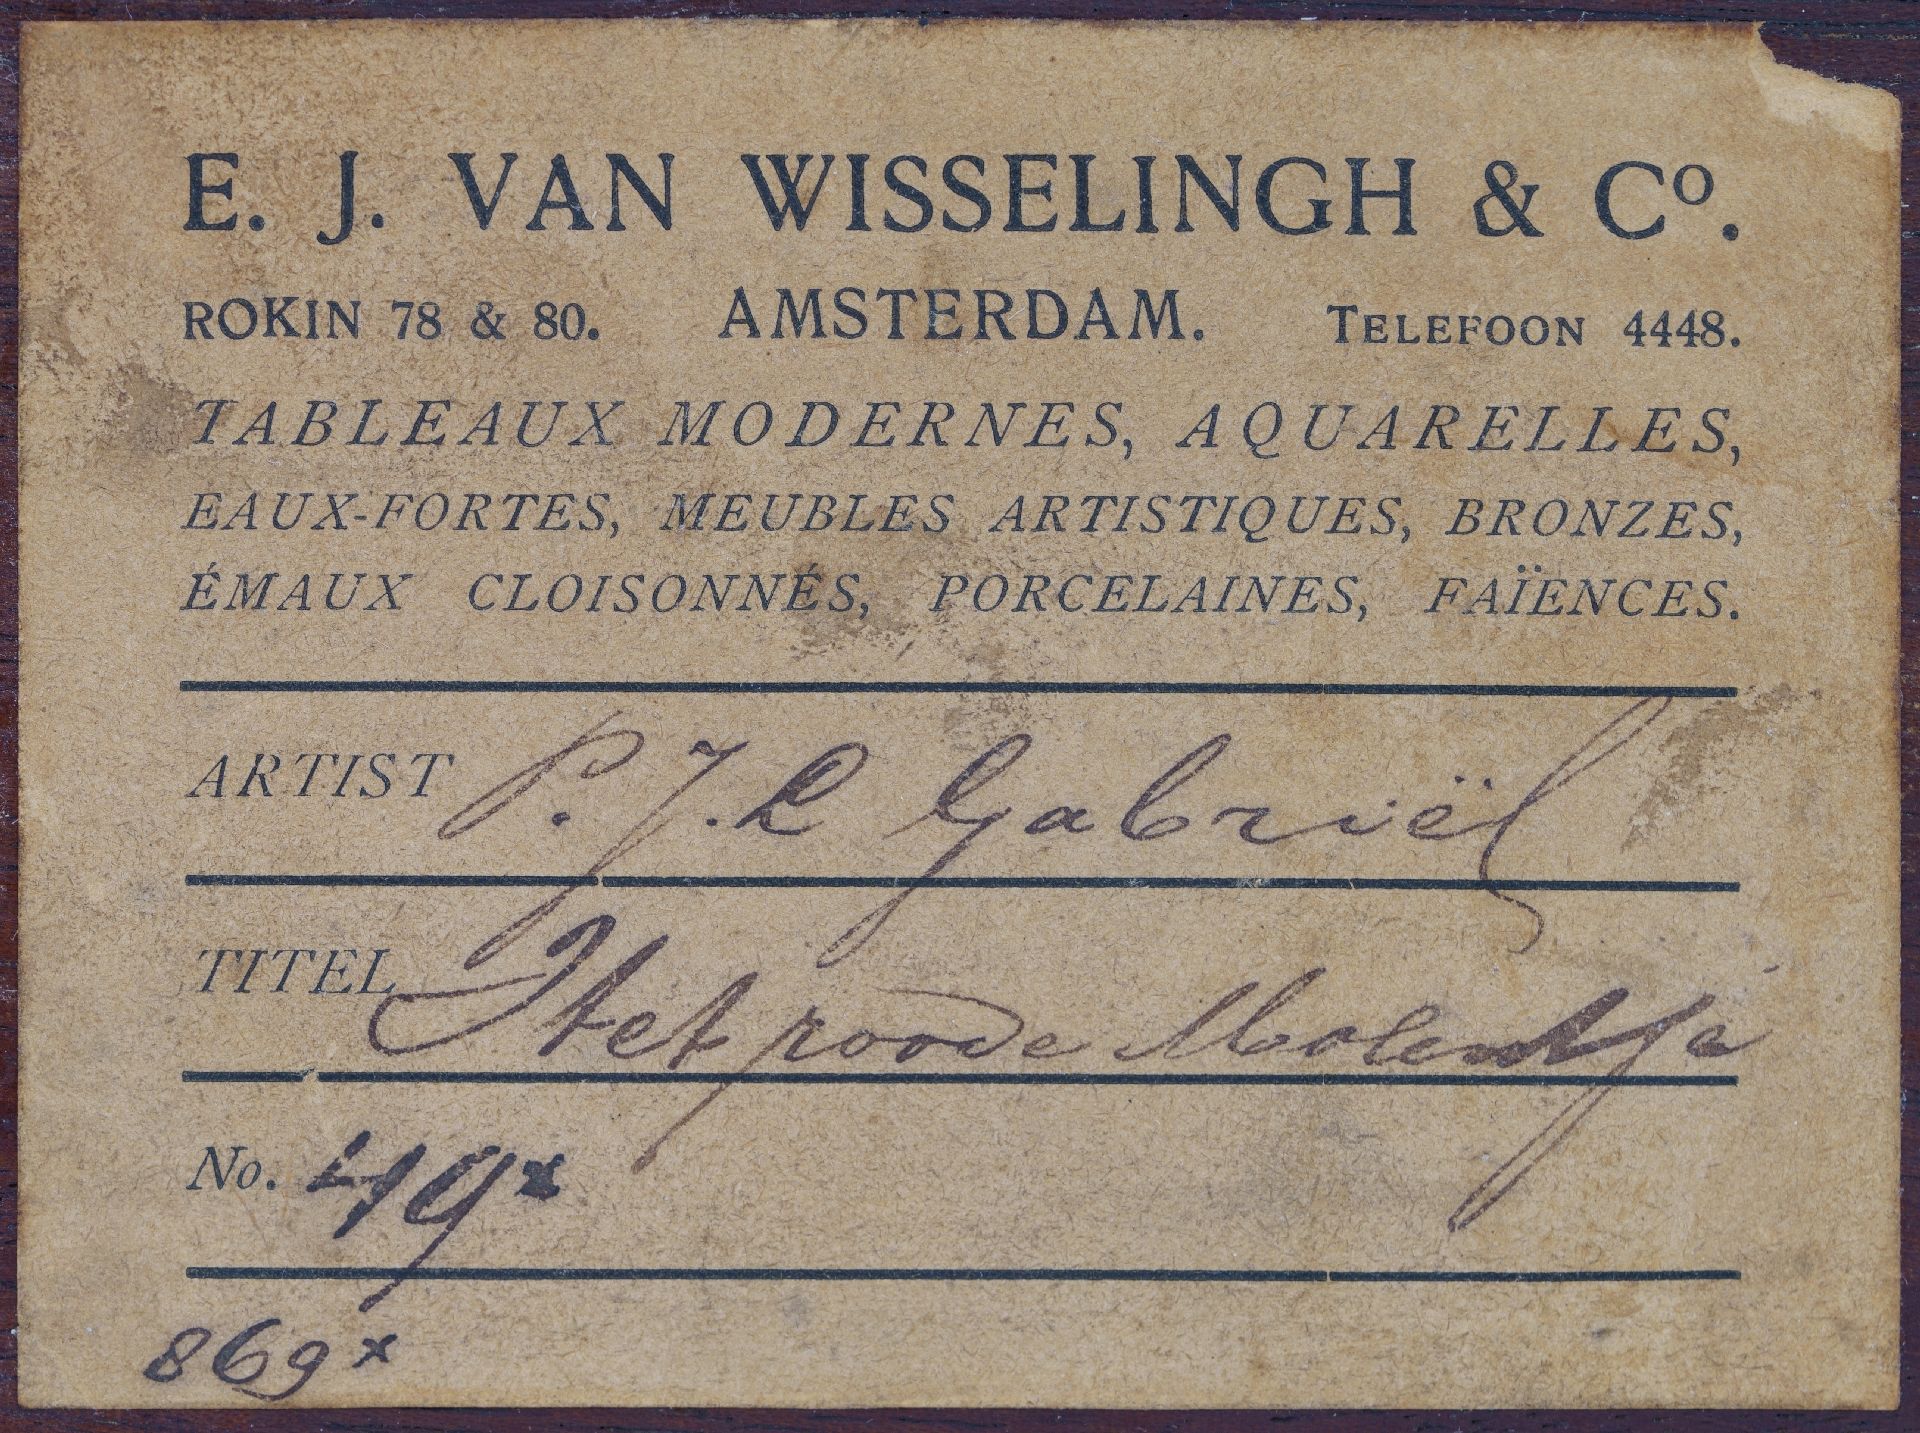 E. J. VAN WISSELINGH & Co.
ROKIN 78 & 80. AMSTERDAM. TELEFOON 4448.
TABLEAUX MODERNES, AQUARELLES,
EAUX-FORTES, MEUBLES ARTISTIQUES, BRONZES,
ÉMAUX CLOISONNÉS, PORCELAINES, FAÏENCES.
ARTIST P. J. C Gabriël
TITEL Het roode Molentje
No. 479x
869x